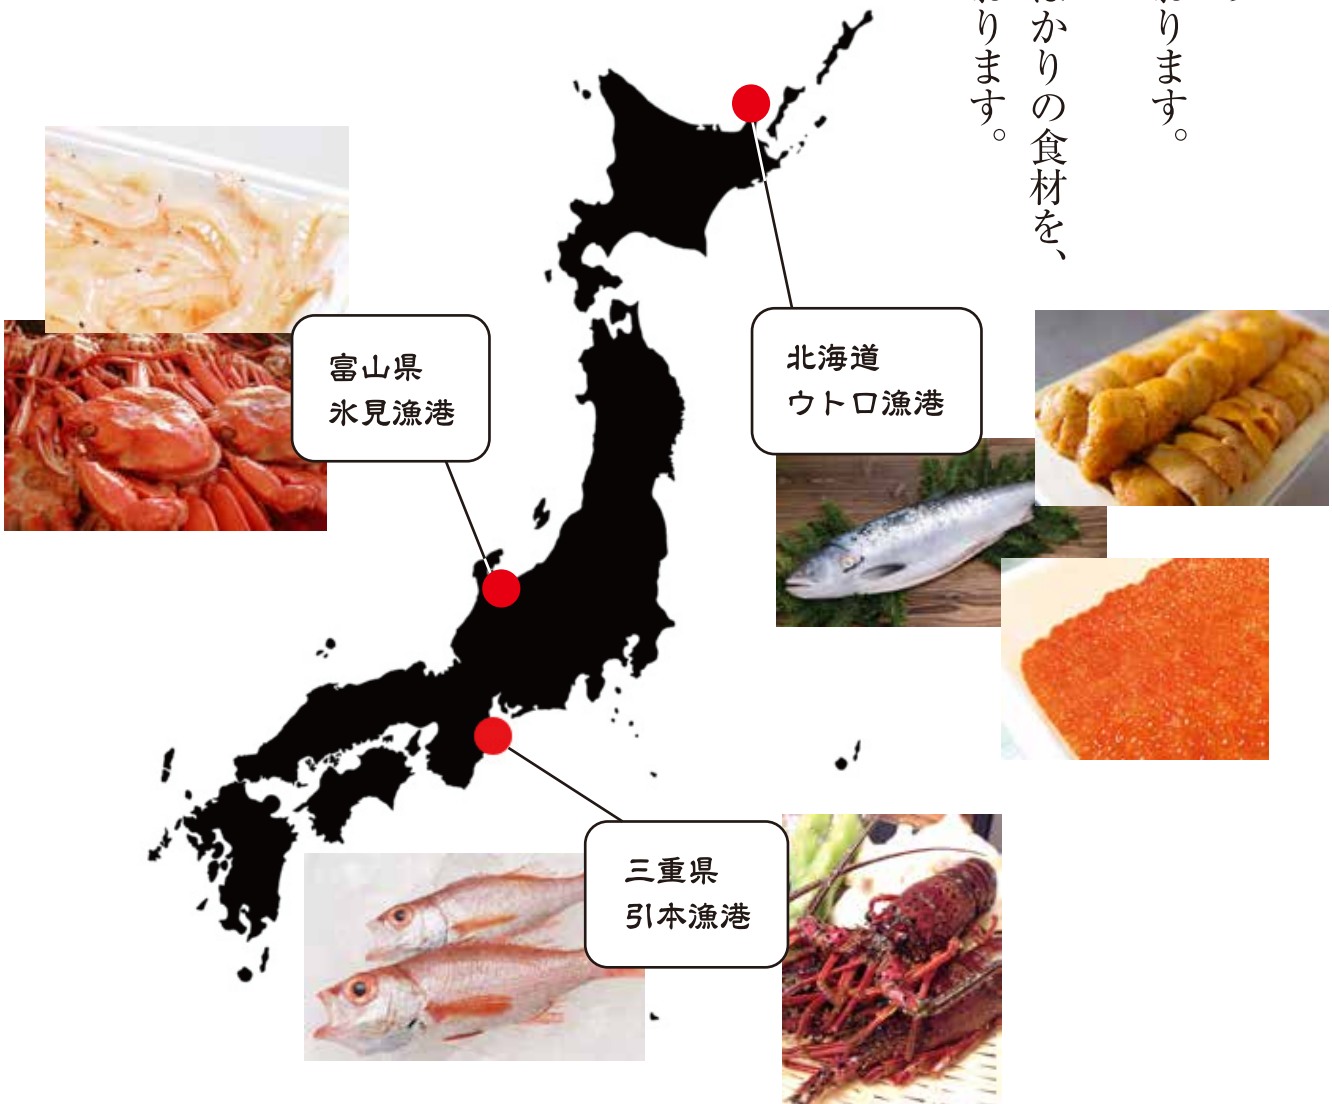 ります。
かりの食材を、
ります。
北海道
ウトロ漁港
富山県
氷見漁港
三重県
引本漁港